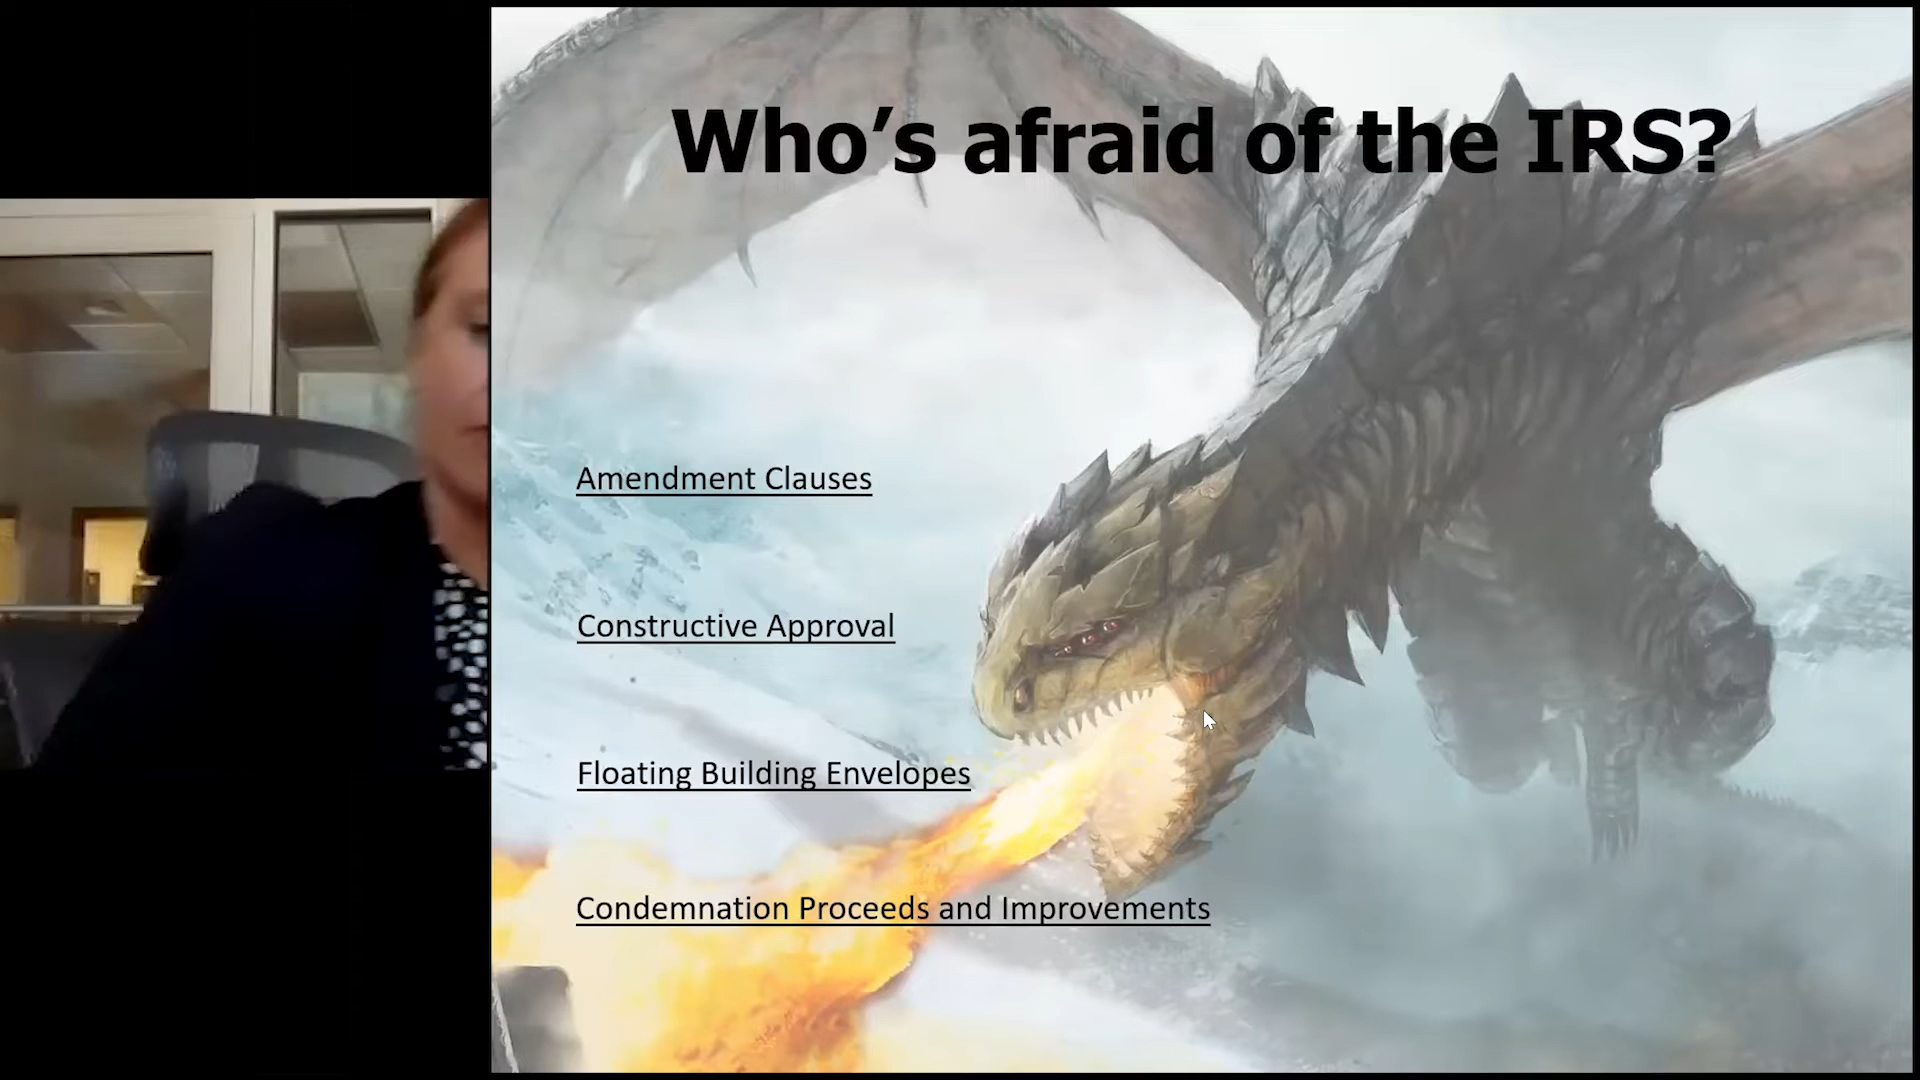 Who’s afraid of the IRS?
Amendment Clauses
Constructive Approval
Floating Building Envelopes
Condemnation Proceeds and Improvements